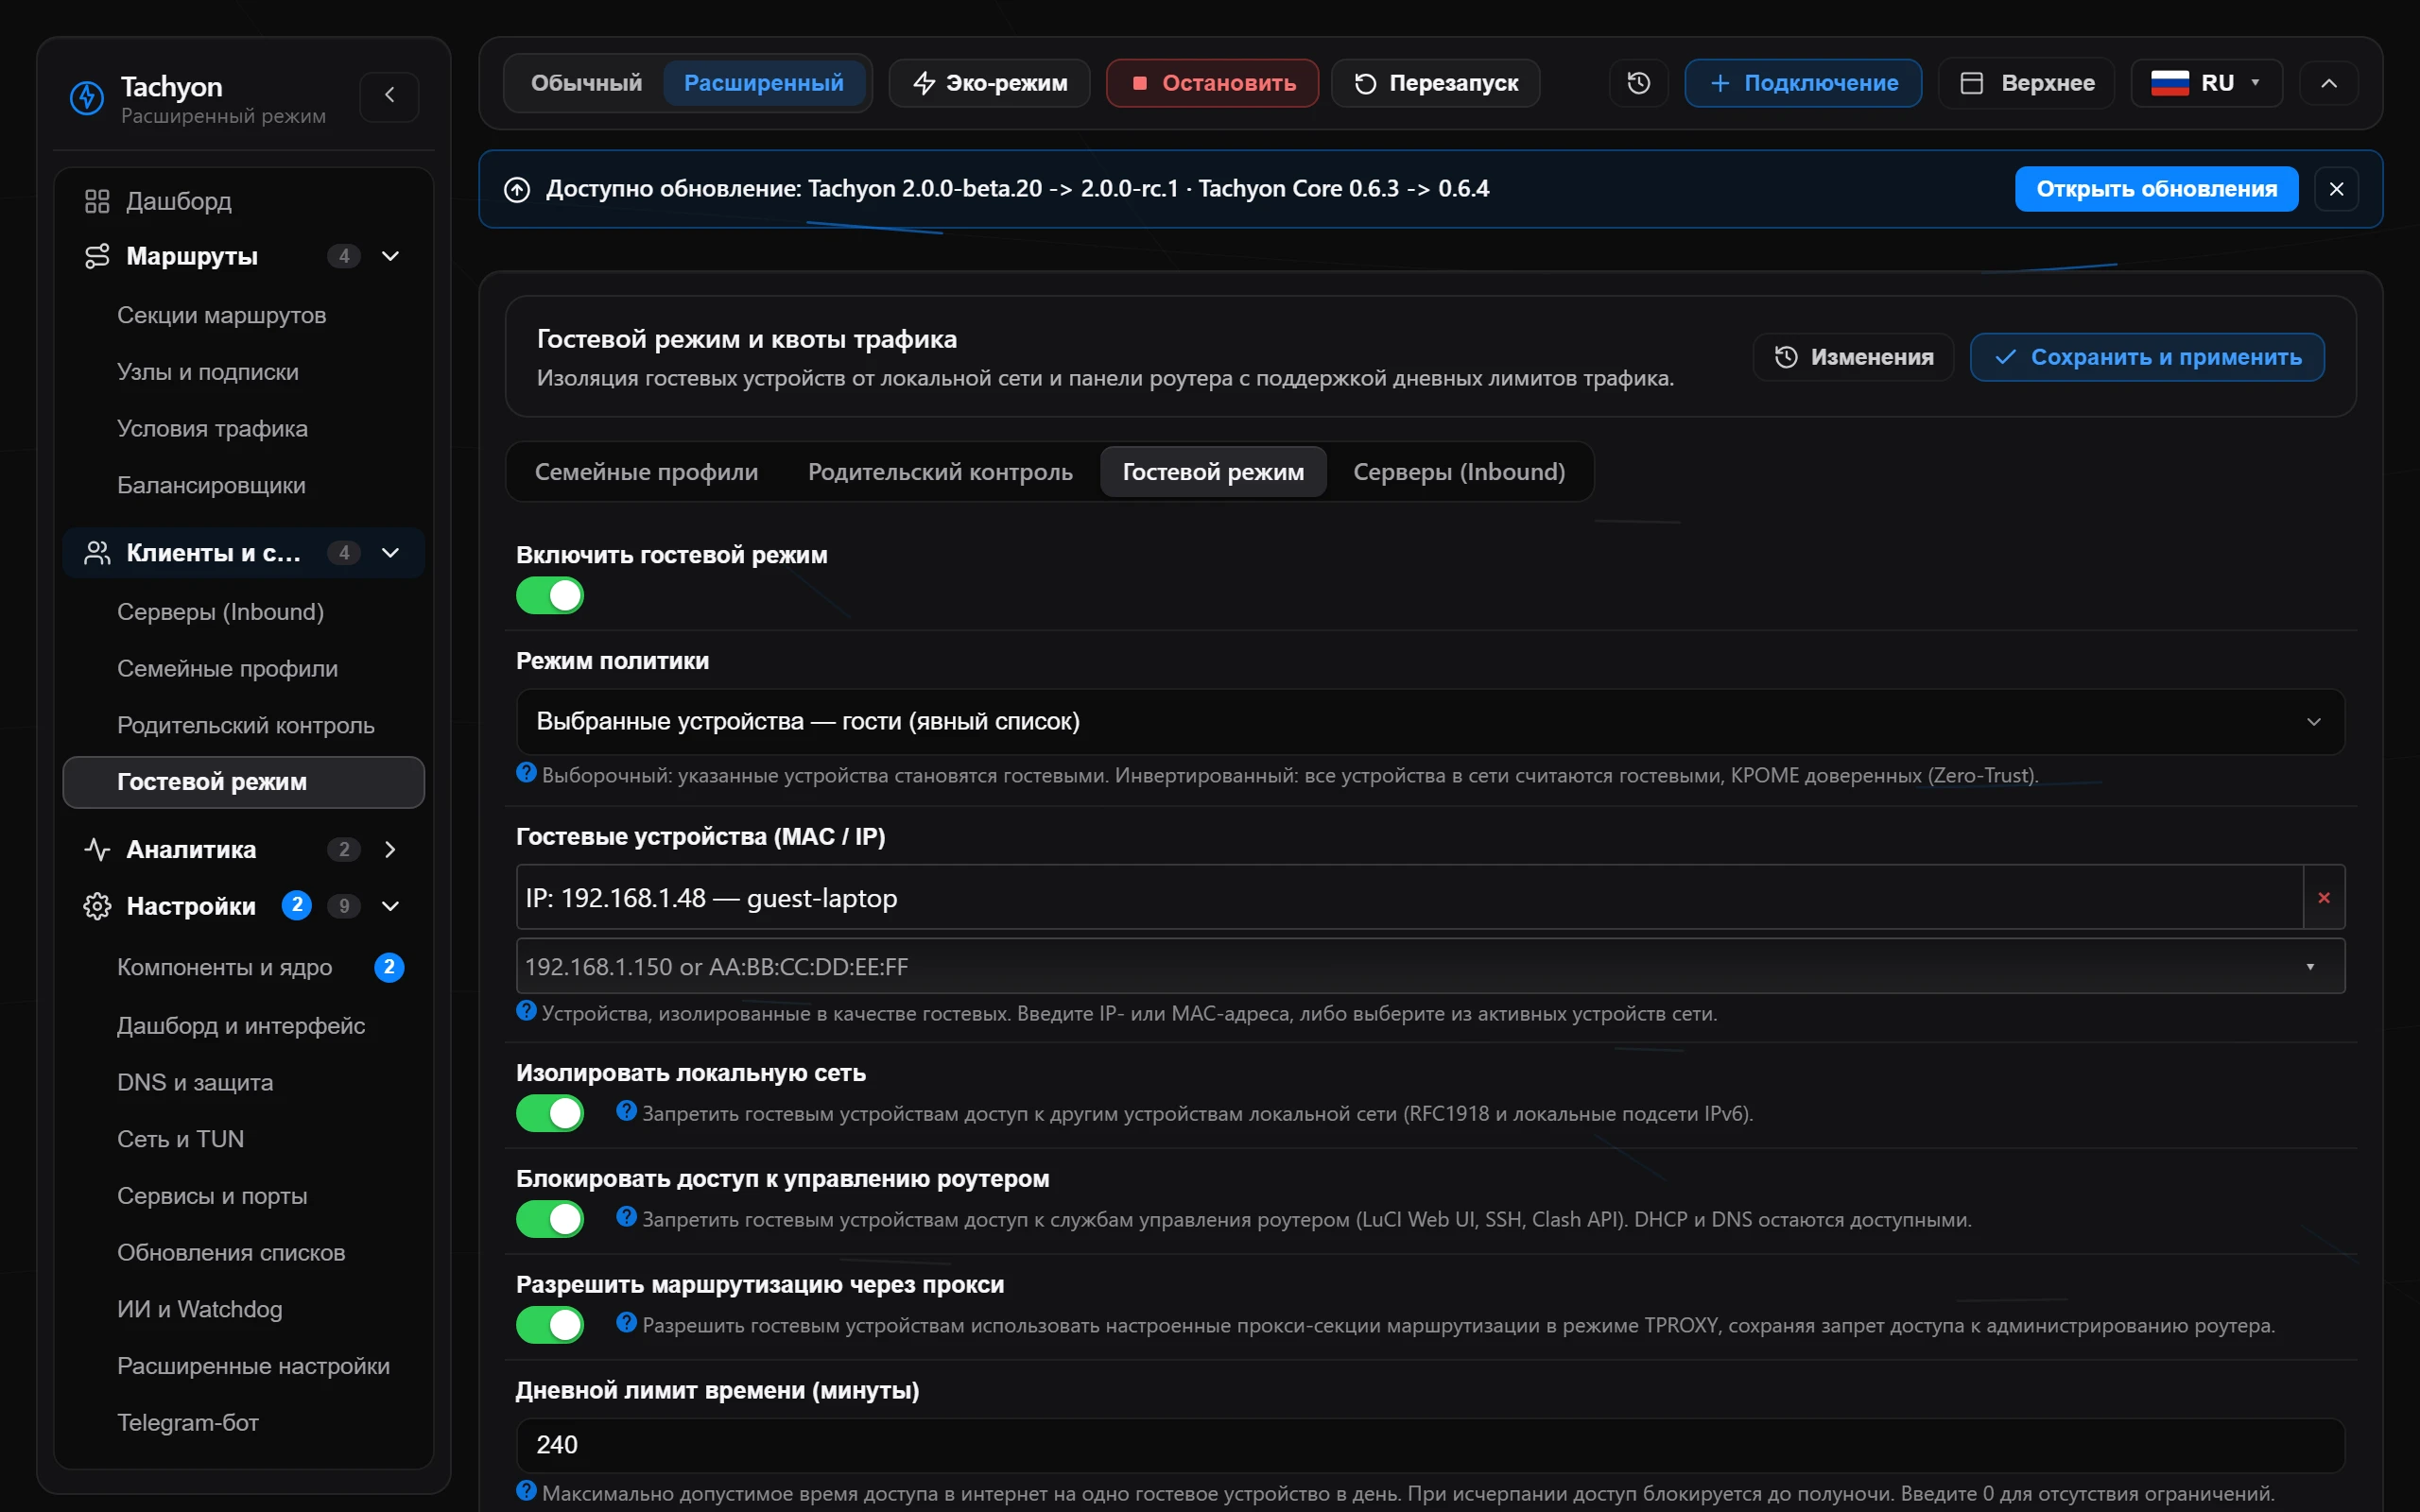 Tachyon
Расширенный режим
Дашборд
Маршруты 4
Секции маршрутов
Узлы и подписки
Условия трафика
Балансировщики
Клиенты и с... 4
Серверы (Inbound)
Семейные профили
Родительский контроль
Гостевой режим
Аналитика 2
Настройки 2 9
Компоненты и ядро 2
Дашборд и интерфейс
DNS и защита
Сеть и TUN
Сервисы и порты
Обновления списков
ИИ и Watchdog
Расширенные настройки
Telegram-бот
Обычный Расширенный Эко-режим Остановить Перезапуск Подключение Верхнее RU
Доступно обновление: Tachyon 2.0.0-beta.20 -> 2.0.0-rc.1 · Tachyon Core 0.6.3 -> 0.6.4 Открыть обновления
Гостевой режим и квоты трафика
Изоляция гостевых устройств от локальной сети и панели роутера с поддержкой дневных лимитов трафика.
Изменения Сохранить и применить
Семейные профили Родительский контроль Гостевой режим Серверы (Inbound)
Включить гостевой режим
Режим политики
Выбранные устройства — гости (явный список)
? Выборочный: указанные устройства становятся гостевыми. Инвертированный: все устройства в сети считаются гостевыми, КРОМЕ доверенных (Zero-Trust).
Гостевые устройства (MAC / IP)
IP: 192.168.1.48 — guest-laptop ×
192.168.1.150 or AA:BB:CC:DD:EE:FF
? Устройства, изолированные в качестве гостевых. Введите IP- или MAC-адреса, либо выберите из активных устройств сети.
Изолировать локальную сеть
? Запретить гостевым устройствам доступ к другим устройствам локальной сети (RFC1918 и локальные подсети IPv6).
Блокировать доступ к управлению роутером
? Запретить гостевым устройствам доступ к службам управления роутером (LuCI Web UI, SSH, Clash API). DHCP и DNS остаются доступными.
Разрешить маршрутизацию через прокси
? Разрешить гостевым устройствам использовать настроенные прокси-секции маршрутизации в режиме TPROXY, сохраняя запрет доступа к администрированию роутера.
Дневной лимит времени (минуты)
240
? Максимально допустимое время доступа в интернет на одно гостевое устройство в день. При исчерпании доступ блокируется до полуночи. Введите 0 для отсутствия ограничений.